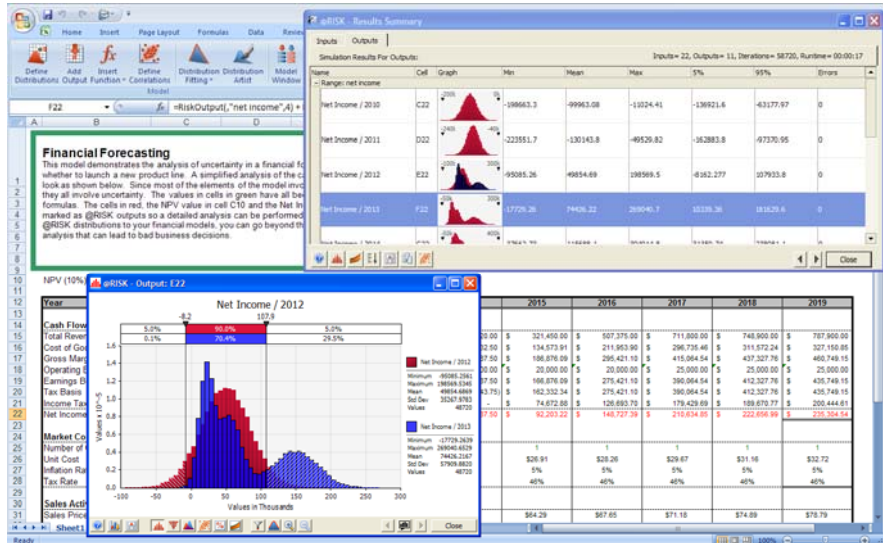 Home Insert Page Layout Formulas Data Review
Define Distributions
Add Output
Insert Function
Define Correlations
Distribution Fitting
Distribution Artist
Model Window
Model
F22
=RiskOutput(,"net income",4) +
A B C D
Financial Forecasting
This model demonstrates the analysis of uncertainty in a financial
whether to launch a new product line. A simplified analysis of the
look as shown below. Since most of the elements of the model
they all involve uncertainty. The values in cells in green have all
formulas. The cells in red, the NPV value in cell C10 and the Net
marked as @RISK outputs so a detailed analysis can be performed
@RISK distributions to your financial models, you can go beyond
analysis that can lead to bad business decisions.
@RISK - Results Summary
Inputs Outputs
Simulation Results For Outputs:
Inputs= 22, Outputs= 11, Iterations= 58720, Runtime= 00:00:17
Name Cell Graph Min Mean Max 5% 95% Errors
Range: net income
Net Income / 2010 C22 -198663.3 -99963.08 -11024.41 -136921.6 -63177.97 0
Net Income / 2011 D22 -223551.7 -130143.8 -49529.82 -162883.8 -97370.95 0
Net Income / 2012 E22 -95085.26 49854.69 198569.5 -8162.277 107933.8 0
Net Income / 2013 F22 -17729.26 74426.22 269040.7 10339.36 181629.6 0
Close
NPV (10%)
@RISK - Output: E22
Net Income / 2012
-8.2 107.9
5.0% 90.0% 5.0%
0.1% 70.4% 29.5%
Values x 10^-5
1.6
1.4
1.2
1.0
0.8
0.6
0.4
0.2
0.0
-100 -50 0 50 100 150 200 250 300
Values in Thousands
Net Income / 2012
Minimum -95085.2561
Maximum 198569.5345
Mean 49854.6869
Std Dev 35267.9783
Values 48720
Net Income / 2013
Minimum -17729.2639
Maximum 269040.6529
Mean 74426.2167
Std Dev 57909.8820
Values 48720
Close
Year 2015 2016 2017 2018 2019
Cash Flow
Total $ 321,450.00 $ 507,375.00 $ 711,800.00 $ 748,900.00 $ 787,900.00
Cost of 134,573.91 211,953.90 296,735.46 311,572.24 327,150.85
Gross $ 186,876.09 $ 295,421.10 $ 415,064.54 $ 437,327.76 $ 460,749.15
Operating $ 20,000.00 $ 20,000.00 $ 25,000.00 $ 25,000.00 $ 25,000.00
Earnings $ 166,876.09 $ 275,421.10 $ 390,064.54 $ 412,327.76 $ 435,749.15
Tax Basis $ 162,332.34 $ 275,421.10 $ 390,064.54 $ 412,327.76 $ 435,749.15
Income $ 74,672.88 $ 126,693.70 $ 179,429.69 $ 189,670.77 $ 200,444.61
Net Income $ 92,203.22 $ 148,727.39 $ 210,634.85 $ 222,656.99 $ 235,304.54
Market
Number of 1 1 1 1 1
Unit Cost $26.91 $28.26 $29.67 $31.16 $32.72
Inflation 5% 5% 5% 5% 5%
Tax Rate 46% 46% 46% 46% 46%
Sales
Sales Price $64.29 $67.65 $71.18 $74.89 $78.79
Sheet1
Ready
100%